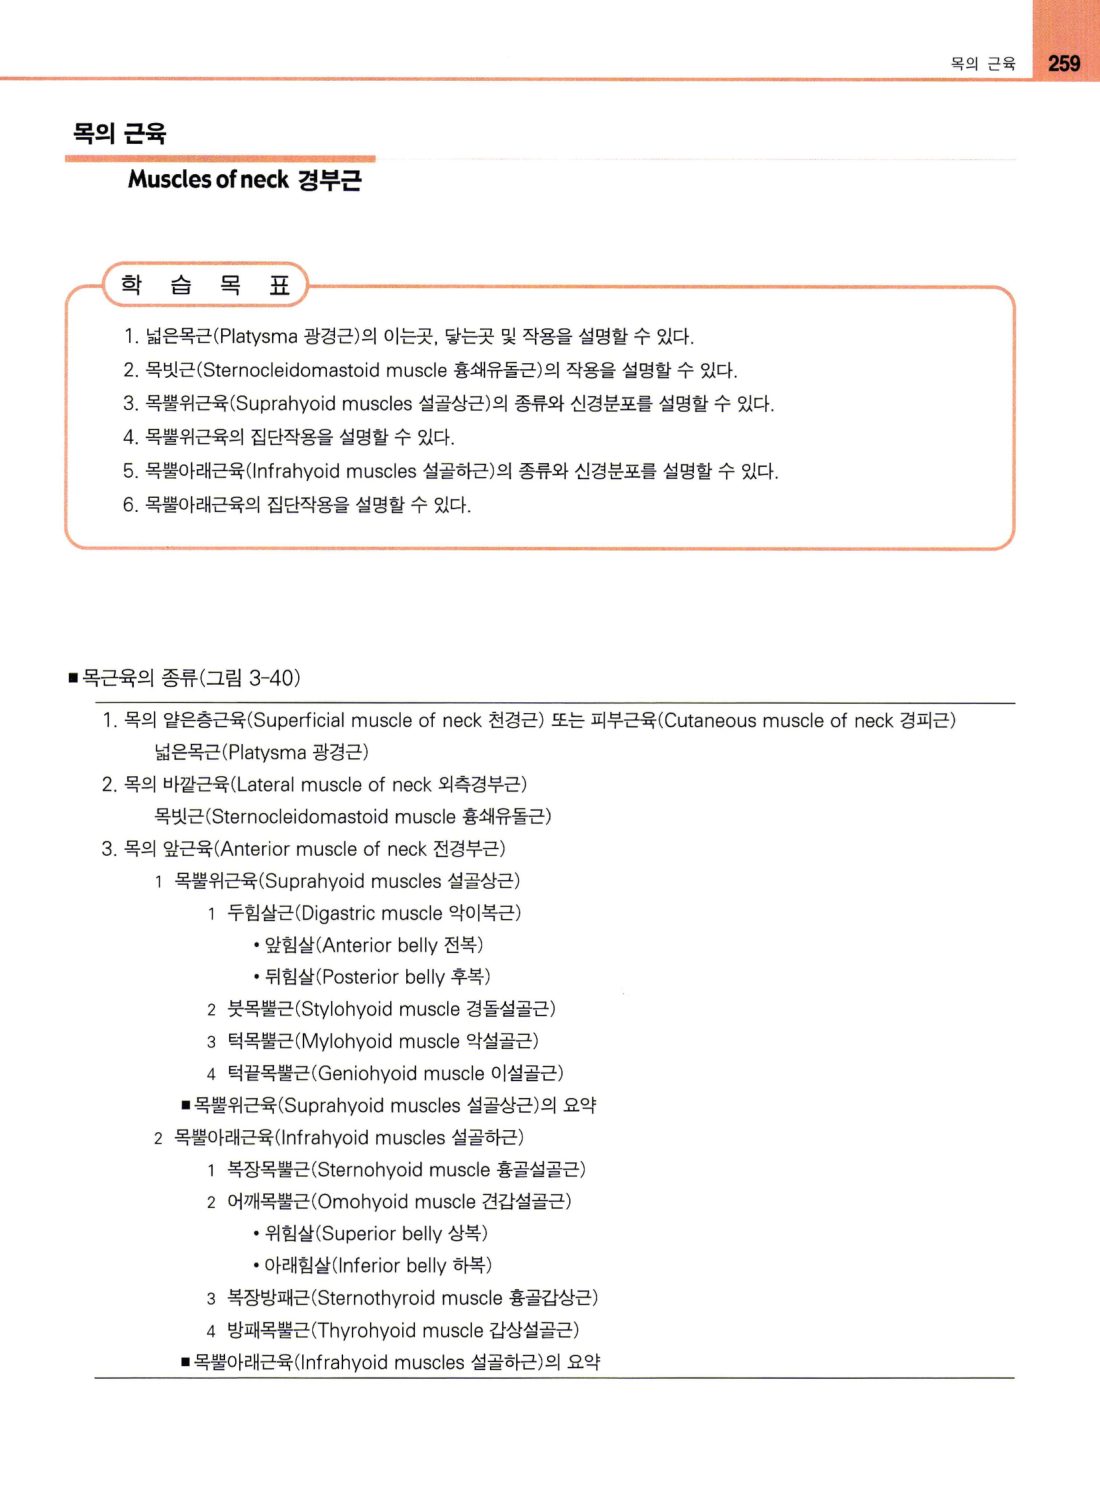 목의 근육 259
목의 근육
Muscles of neck 경부근
학 습 목 표
1. 넓은목근(Platysma 광경근)의 이는곳, 닿는곳 및 작용을 설명할 수 있다.
2. 목빗근(Sternocleidomastoid muscle 흉쇄유돌근)의 작용을 설명할 수 있다.
3. 목뿔위근육(Suprahyoid muscles 설골상근)의 종류와 신경분포를 설명할 수 있다.
4. 목뿔위근육의 집단작용을 설명할 수 있다.
5. 목뿔아래근육(Infrahyoid muscles 설골하근)의 종류와 신경분포를 설명할 수 있다.
6. 목뿔아래근육의 집단작용을 설명할 수 있다.
■ 목근육의 종류(그림 3-40)
1. 목의 얕은층근육(Superficial muscle of neck 천경근) 또는 피부근육(Cutaneous muscle of neck 경피근)
넓은목근(Platysma 광경근)
2. 목의 바깥근육(Lateral muscle of neck 외측경부근)
목빗근(Sternocleidomastoid muscle 흉쇄유돌근)
3. 목의 앞근육(Anterior muscle of neck 전경부근)
1 목뿔위근육(Suprahyoid muscles 설골상근)
1 두힘살근(Digastric muscle 악이복근)
• 앞힘살(Anterior belly 전복)
• 뒤힘살(Posterior belly 후복)
2 붓목뿔근(Stylohyoid muscle 경돌설골근)
3 턱목뿔근(Mylohyoid muscle 악설골근)
4 턱끝목뿔근(Geniohyoid muscle 이설골근)
■ 목뿔위근육(Suprahyoid muscles 설골상근)의 요약
2 목뿔아래근육(Infrahyoid muscles 설골하근)
1 복장목뿔근(Sternohyoid muscle 흉골설골근)
2 어깨목뿔근(Omohyoid muscle 견갑설골근)
• 위힘살(Superior belly 상복)
• 아래힘살(Inferior belly 하복)
3 복장방패근(Sternothyroid muscle 흉골갑상근)
4 방패목뿔근(Thyrohyoid muscle 갑상설골근)
■ 목뿔아래근육(Infrahyoid muscles 설골하근)의 요약